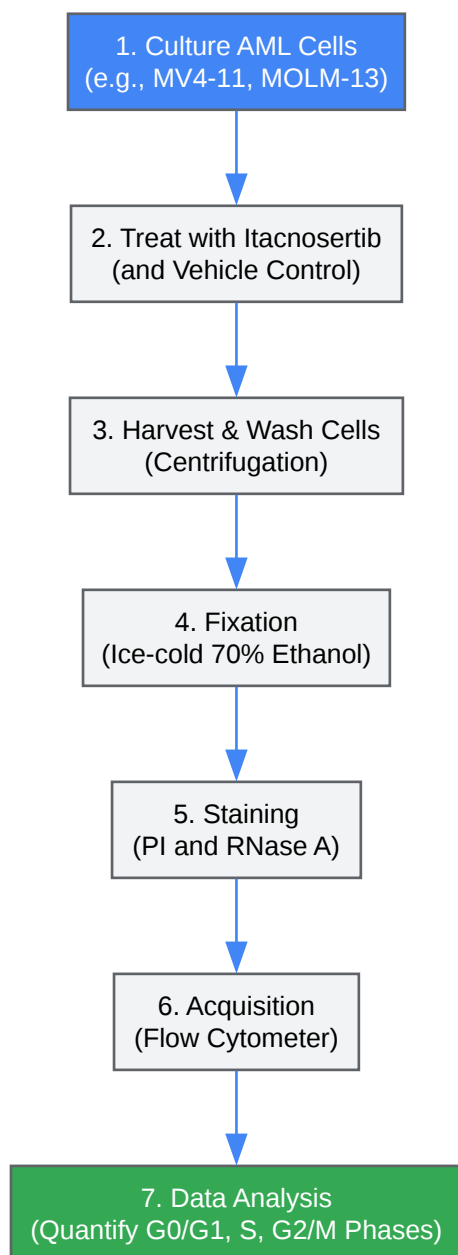 1. Culture AML Cells
(e.g., MV4-11, MOLM-13)
2. Treat with Itacnosertib
(and Vehicle Control)
3. Harvest & Wash Cells
(Centrifugation)
4. Fixation
(Ice-cold 70% Ethanol)
5. Staining
(PI and RNase A)
6. Acquisition
(Flow Cytometer)
7. Data Analysis
(Quantify G0/G1, S, G2/M Phases)